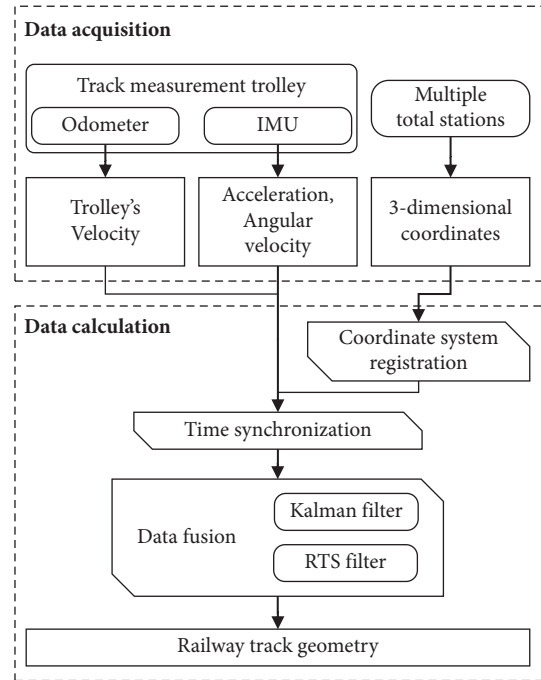 Data acquisition
Track measurement trolley
Odometer
IMU
Multiple
total stations
Trolley's
Velocity
Acceleration,
Angular
velocity
3-dimensional
coordinates
Data calculation
Coordinate system
registration
Time synchronization
Data fusion
Kalman filter
RTS filter
Railway track geometry